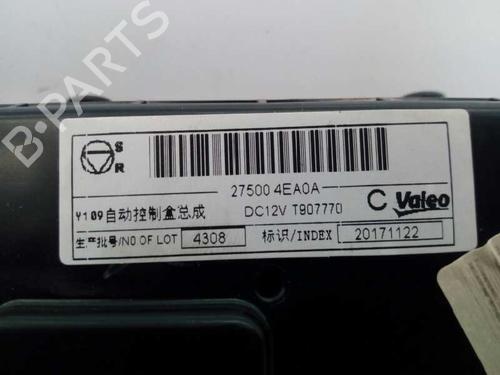 B-PARTS
S
R
27500 4EA0A
Y109自动控制盒总成 DC12V T907770 C Valeo
生产批号/NO.OF LOT 4308 标识/INDEX 20171122